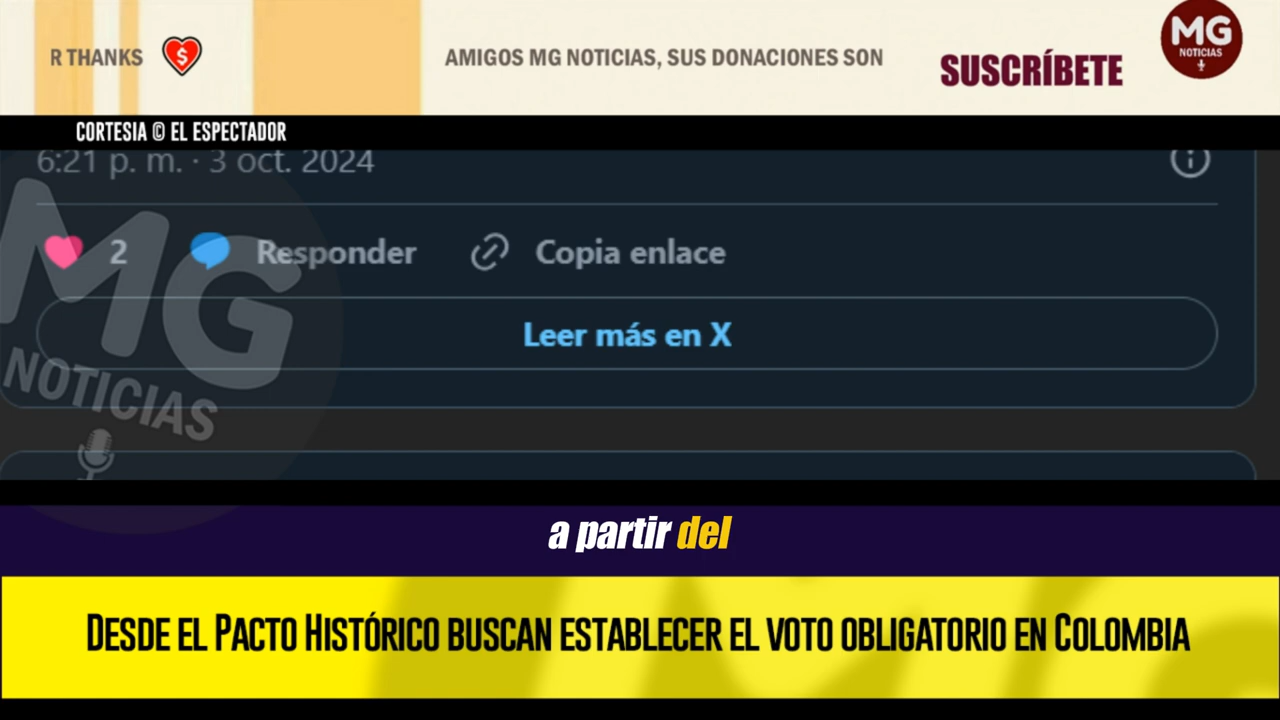 R THANKS
AMIGOS MG NOTICIAS, SUS DONACIONES SON
SUSCRÍBETE
MG
NOTICIAS
CORTESIA © EL ESPECTADOR
6:21 p. m. · 3 oct. 2024
2 Responder Copia enlace
Leer más en X
MG
NOTICIAS
a partir del
DESDE EL PACTO HISTÓRICO BUSCAN ESTABLECER EL VOTO OBLIGATORIO EN COLOMBIA